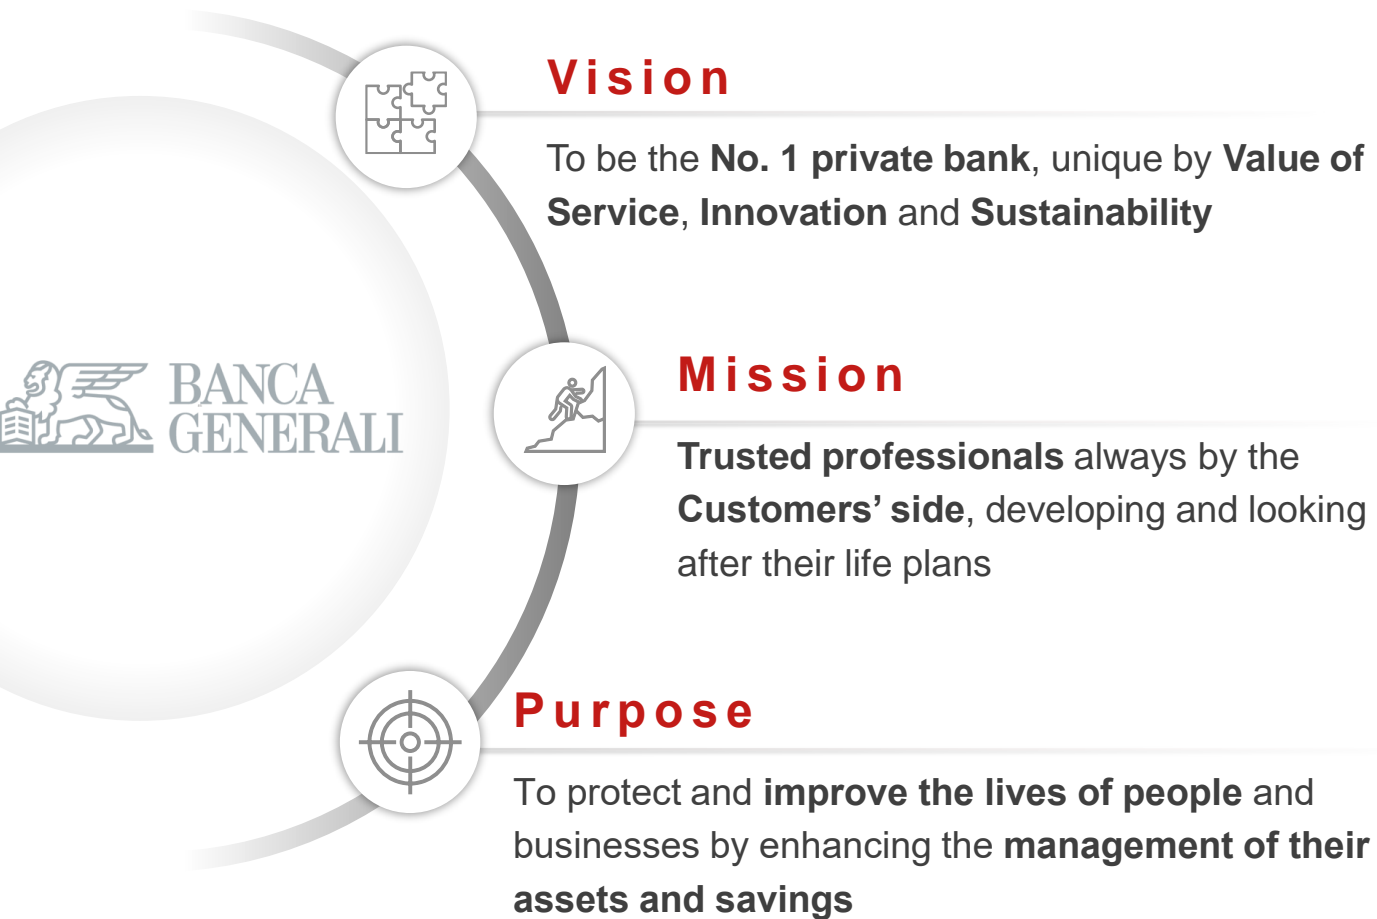 Vision
To be the No. 1 private bank, unique by Value of
Service, Innovation and Sustainability
BANCA
GENERALI
Mission
Trusted professionals always by the
Customers’ side, developing and looking
after their life plans
Purpose
To protect and improve the lives of people and
businesses by enhancing the management of their
assets and savings